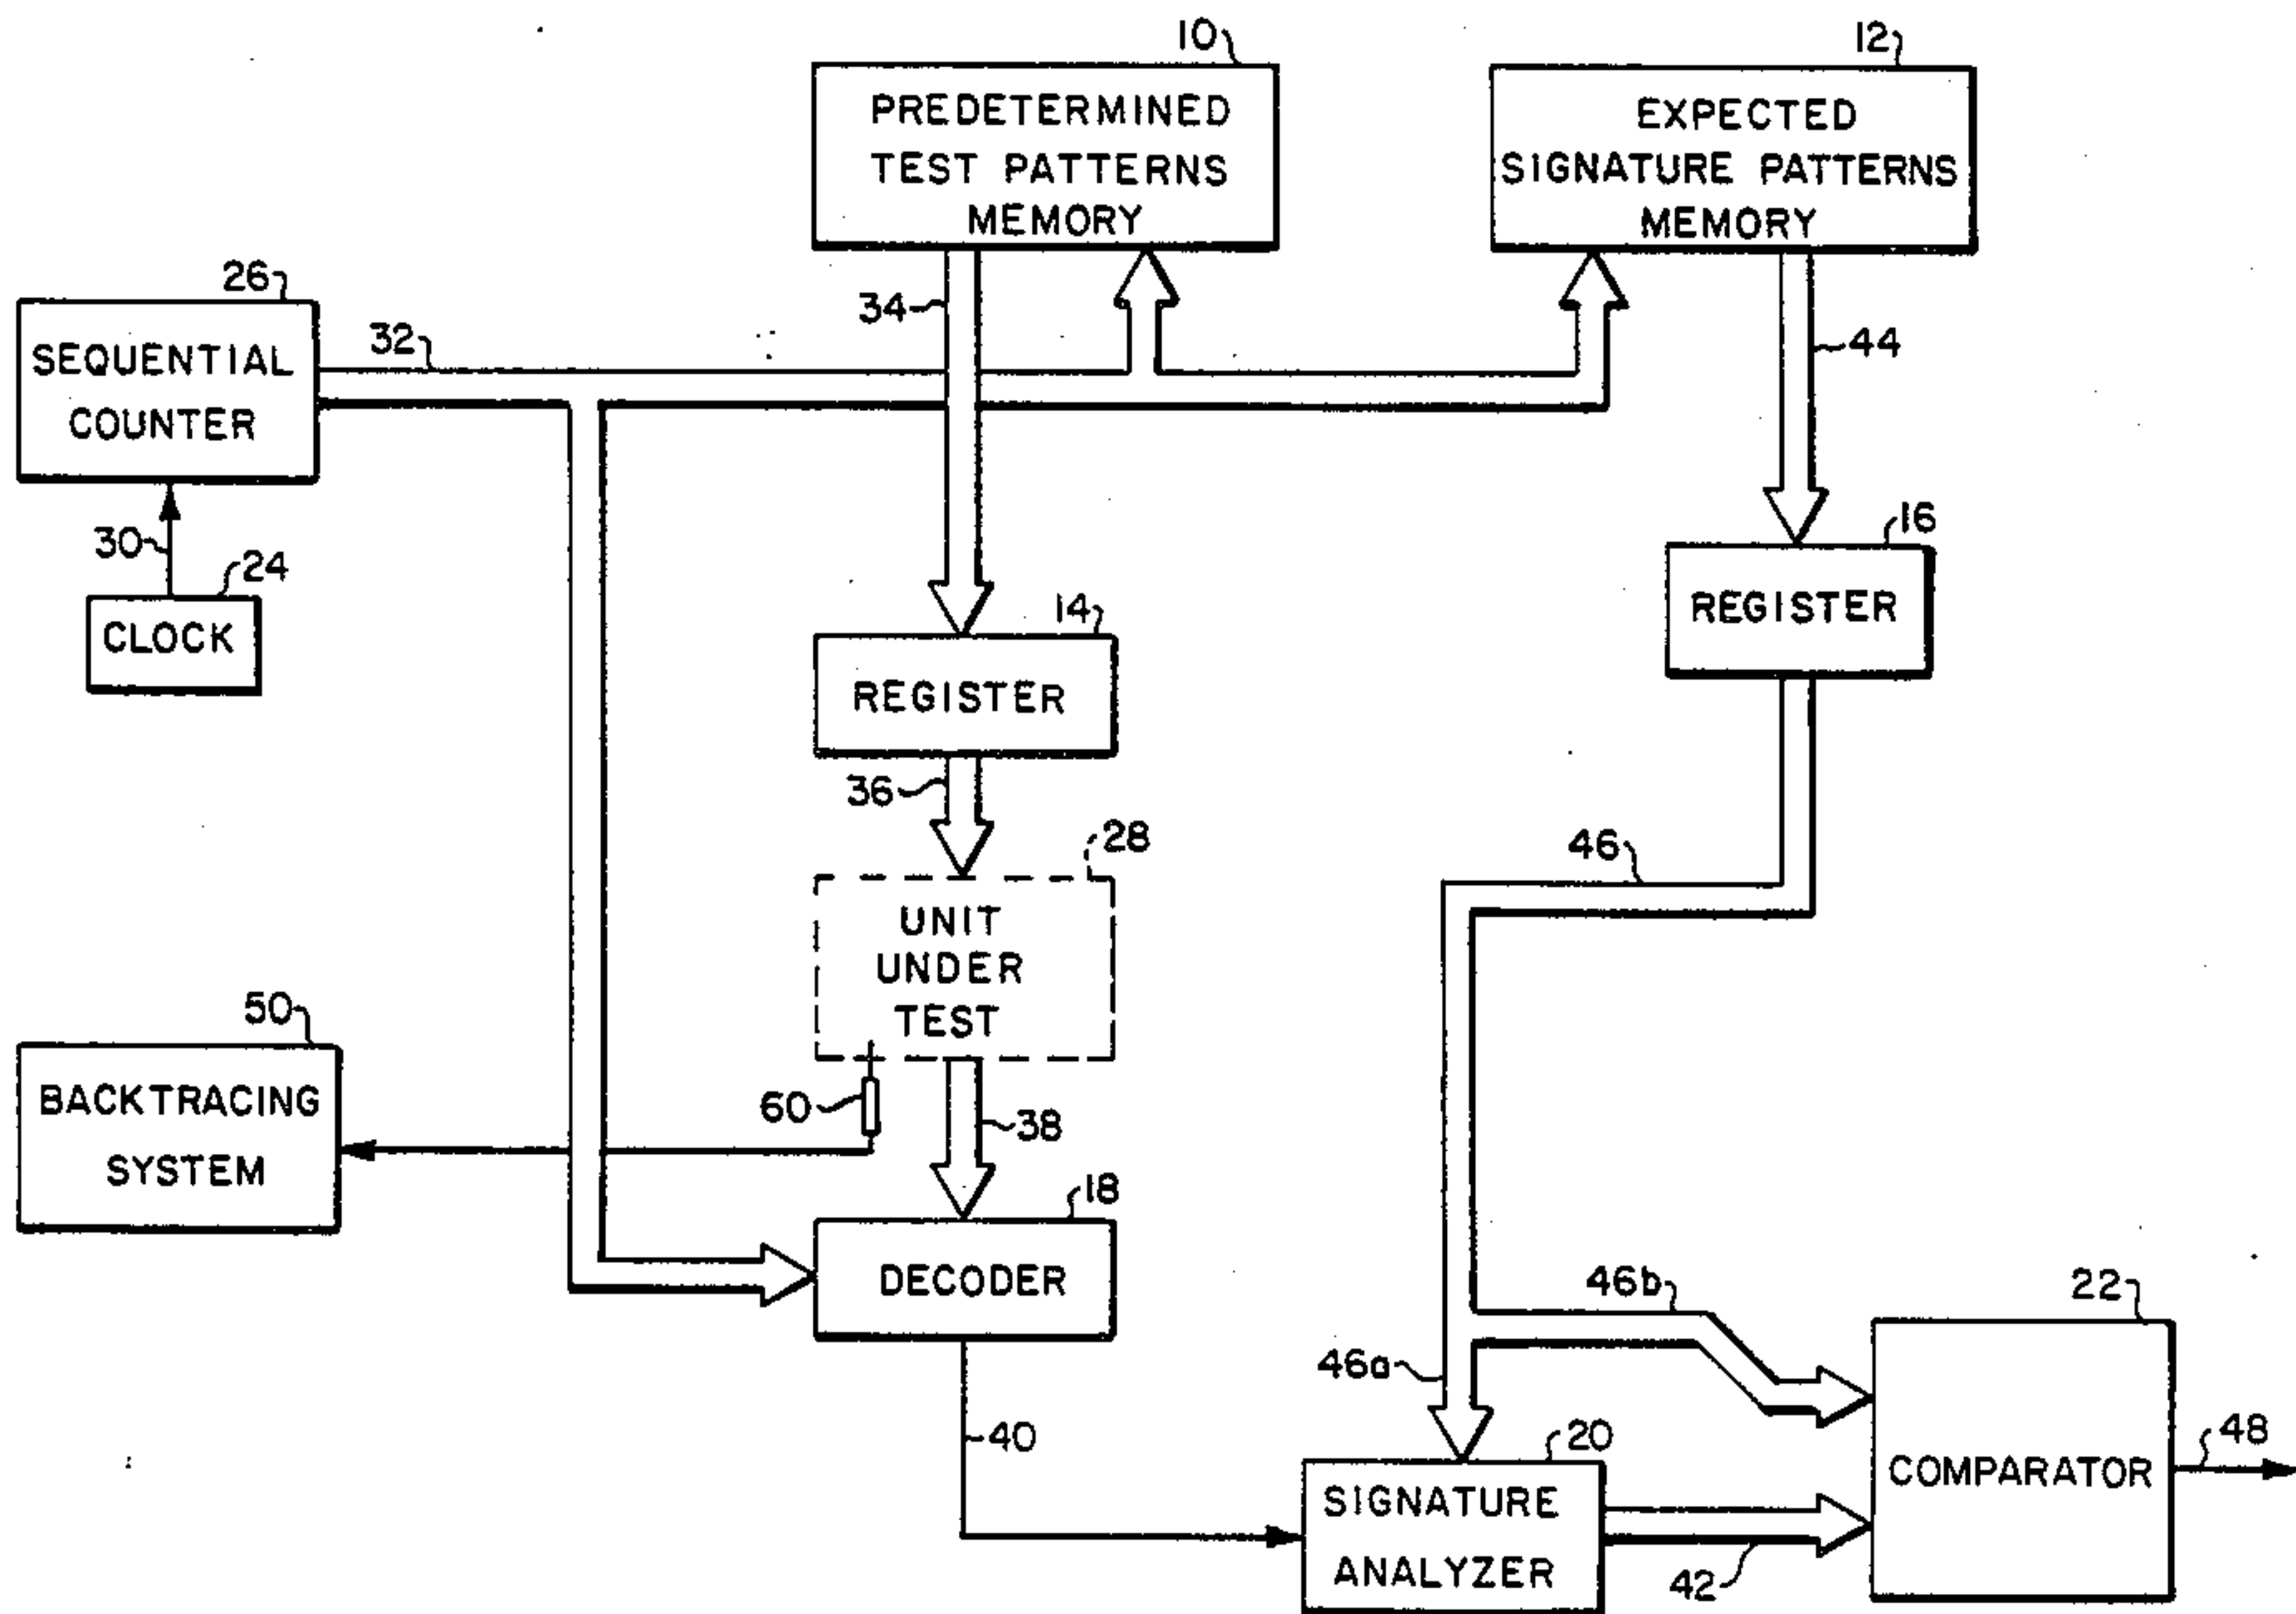 10
PREDETERMINED
TEST PATTERNS
MEMORY
12
EXPECTED
SIGNATURE PATTERNS
MEMORY
26
SEQUENTIAL
COUNTER
32
34
44
30
24
CLOCK
16
REGISTER
14
REGISTER
36
28
UNIT
UNDER
TEST
46
50
BACKTRACING
SYSTEM
60
38
18
DECODER
46b
46a
22
COMPARATOR
48
40
20
SIGNATURE
ANALYZER
42